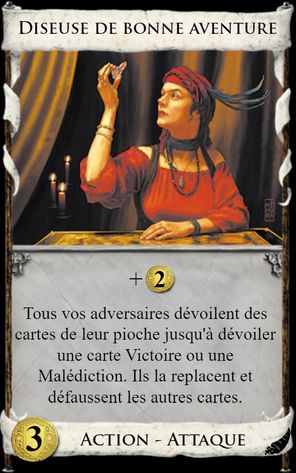 DISEUSE DE BONNE AVENTURE
+ 2
Tous vos adversaires dévoilent des
cartes de leur pioche jusqu'à dévoiler
une carte Victoire ou une
Malédiction. Ils la replacent et
défaussent les autres cartes.
3 ACTION - ATTAQUE